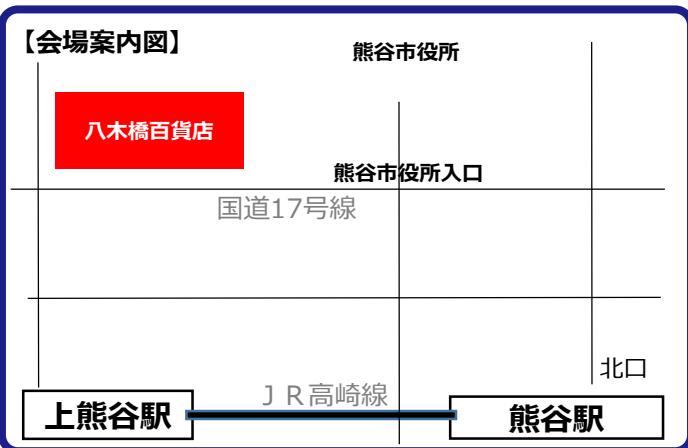 【会場案内図】
熊谷市役所
八木橋百貨店
熊谷市役所入口
国道17号線
北口
ＪＲ高崎線
上熊谷駅
熊谷駅